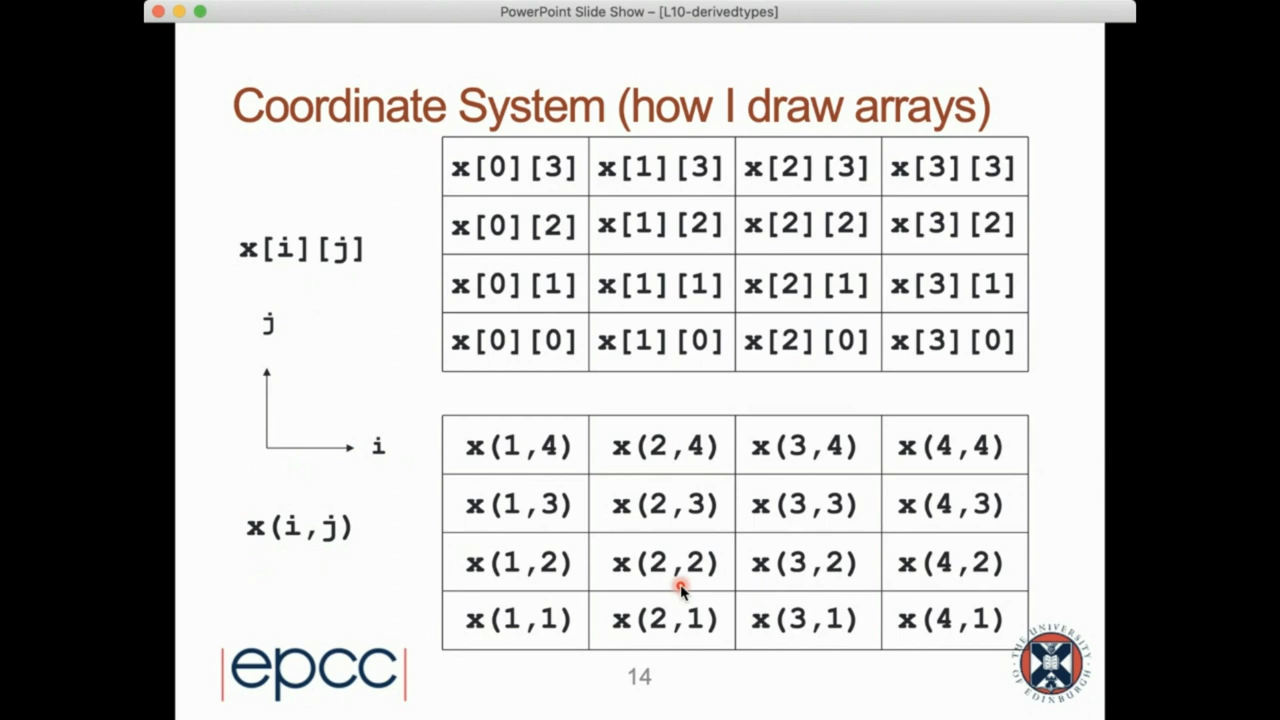 PowerPoint Slide Show – [L10-derivedtypes]
Coordinate System (how I draw arrays)
x[0][3] x[1][3] x[2][3] x[3][3]
x[0][2] x[1][2] x[2][2] x[3][2]
x[i][j]
x[0][1] x[1][1] x[2][1] x[3][1]
j
x[0][0] x[1][0] x[2][0] x[3][0]
i
x(1,4) x(2,4) x(3,4) x(4,4)
x(1,3) x(2,3) x(3,3) x(4,3)
x(i,j)
x(1,2) x(2,2) x(3,2) x(4,2)
x(1,1) x(2,1) x(3,1) x(4,1)
epcc
14
THE UNIVERSITY
OF EDINBURGH